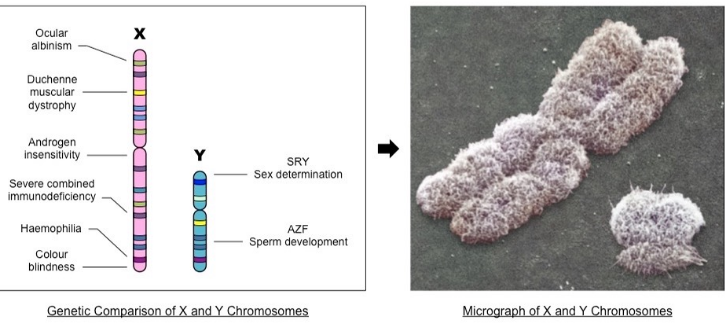 X
Ocular
albinism
Duchenne
muscular
dystrophy
Androgen
insensitivity
Severe combined
immunodeficiency
Haemophilia
Colour
blindness
Y
SRY
Sex determination
AZF
Sperm development
Genetic Comparison of X and Y Chromosomes
Micrograph of X and Y Chromosomes